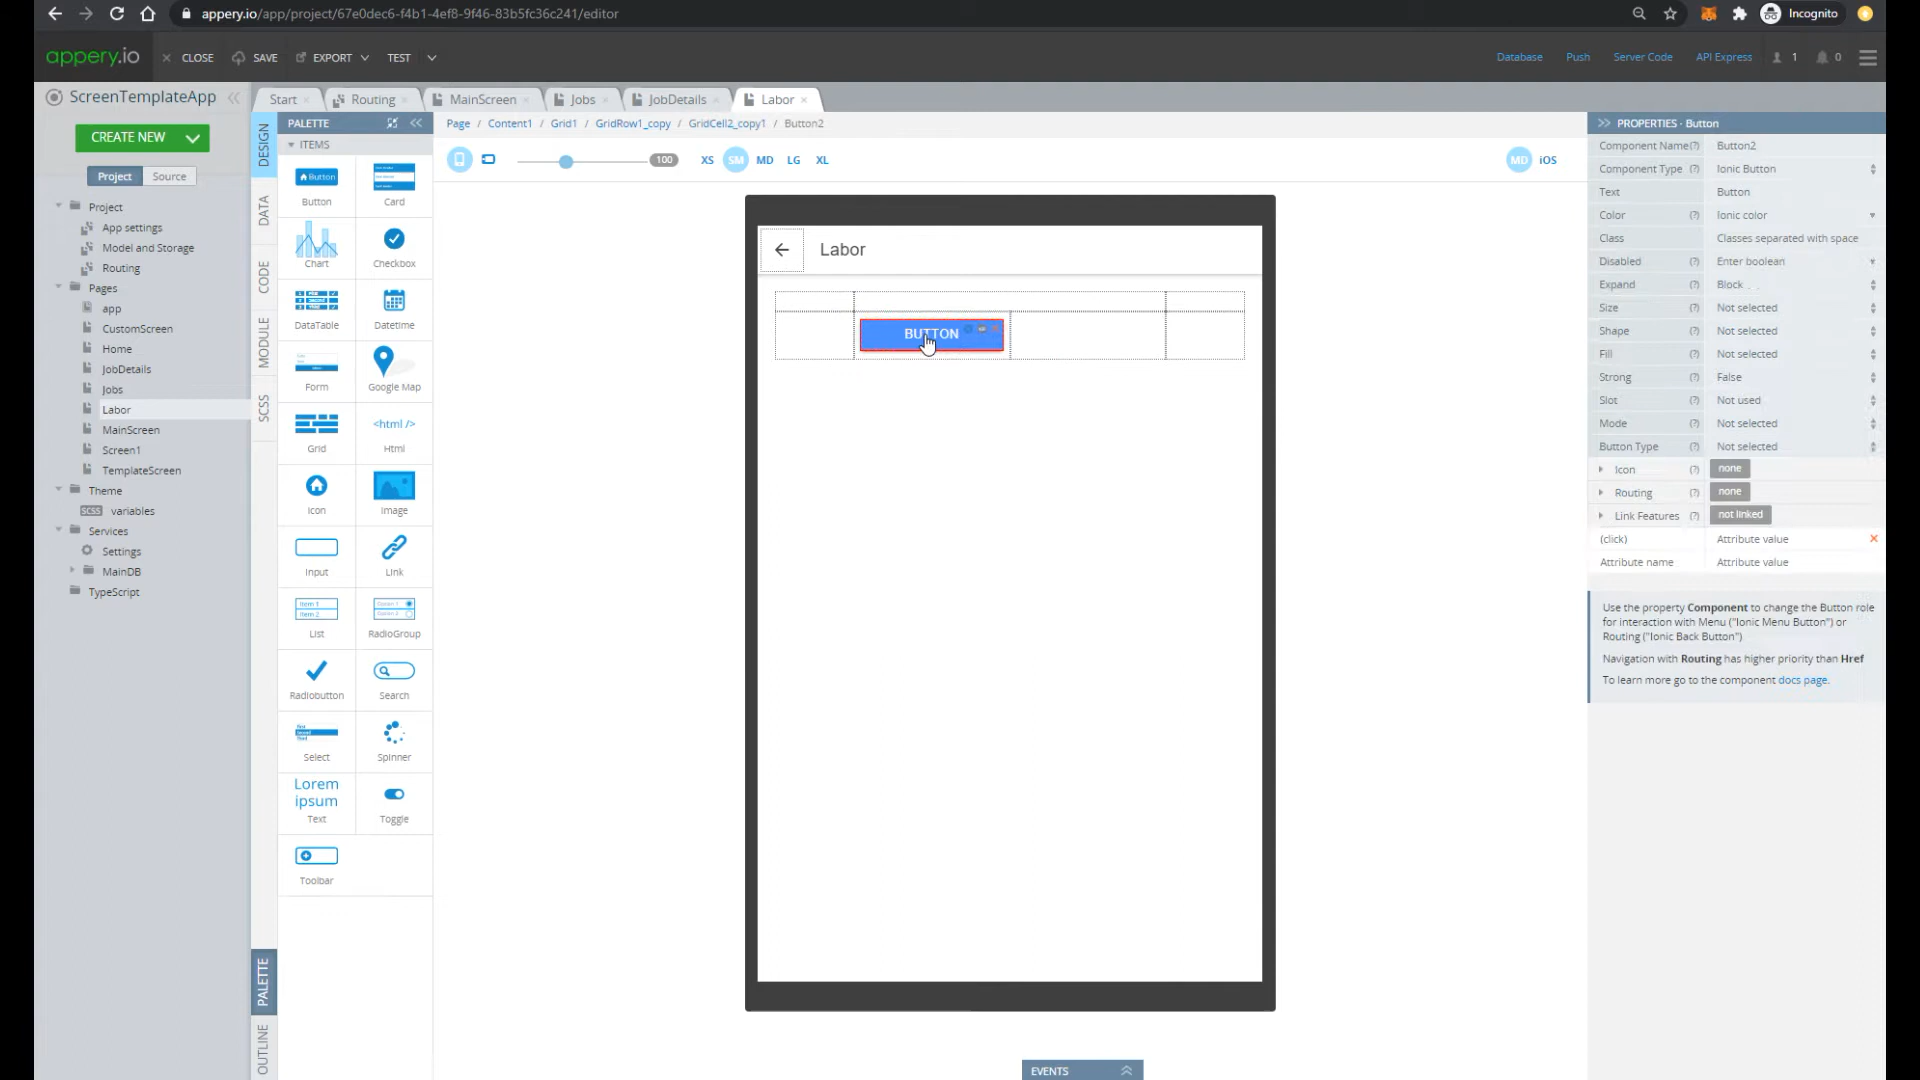 appery.io/app/project/67e0dec6-f4b1-4ef8-9f46-83b5fc36c241/editor
Incognito
appery.io
CLOSE
SAVE
EXPORT
TEST
Database
Push
Server Code
API Express
1
0
ScreenTemplateApp
Start
Routing
MainScreen
Jobs
JobDetails
Labor
CREATE NEW
Project
Source
Project
App settings
Model and Storage
Routing
Pages
app
CustomScreen
Home
JobDetails
Jobs
Labor
MainScreen
Screen1
TemplateScreen
Theme
SCSS variables
Services
Settings
MainDB
TypeScript
DESIGN
DATA
CODE
MODULE
SCSS
PALETTE
OUTLINE
PALETTE
ITEMS
Button
Button
Card
Chart
Checkbox
DataTable
Datetime
Form
Google Map
Grid
<html />
Html
Icon
Image
Input
Link
Item 1
Item 2
List
RadioGroup
Radiobutton
Search
Select
Spinner
Lorem
ipsum
Text
Toggle
Toolbar
Page / Content1 / Grid1 / GridRow1_copy / GridCell2_copy1 / Button2
100
XS
SM
MD
LG
XL
MD
iOS
Labor
BUTTON
EVENTS
PROPERTIES - Button
Component Name(?) Button2
Component Type (?) Ionic Button
Text Button
Color (?) Ionic color
Class Classes separated with space
Disabled (?) Enter boolean
Expand (?) Block
Size (?) Not selected
Shape (?) Not selected
Fill (?) Not selected
Strong (?) False
Slot (?) Not used
Mode (?) Not selected
Button Type (?) Not selected
Icon (?) none
Routing (?) none
Link Features (?) not linked
(click) Attribute value
Attribute name Attribute value
Use the property Component to change the Button role
for interaction with Menu ("Ionic Menu Button") or
Routing ("Ionic Back Button")
Navigation with Routing has higher priority than Href
To learn more go to the component docs page.